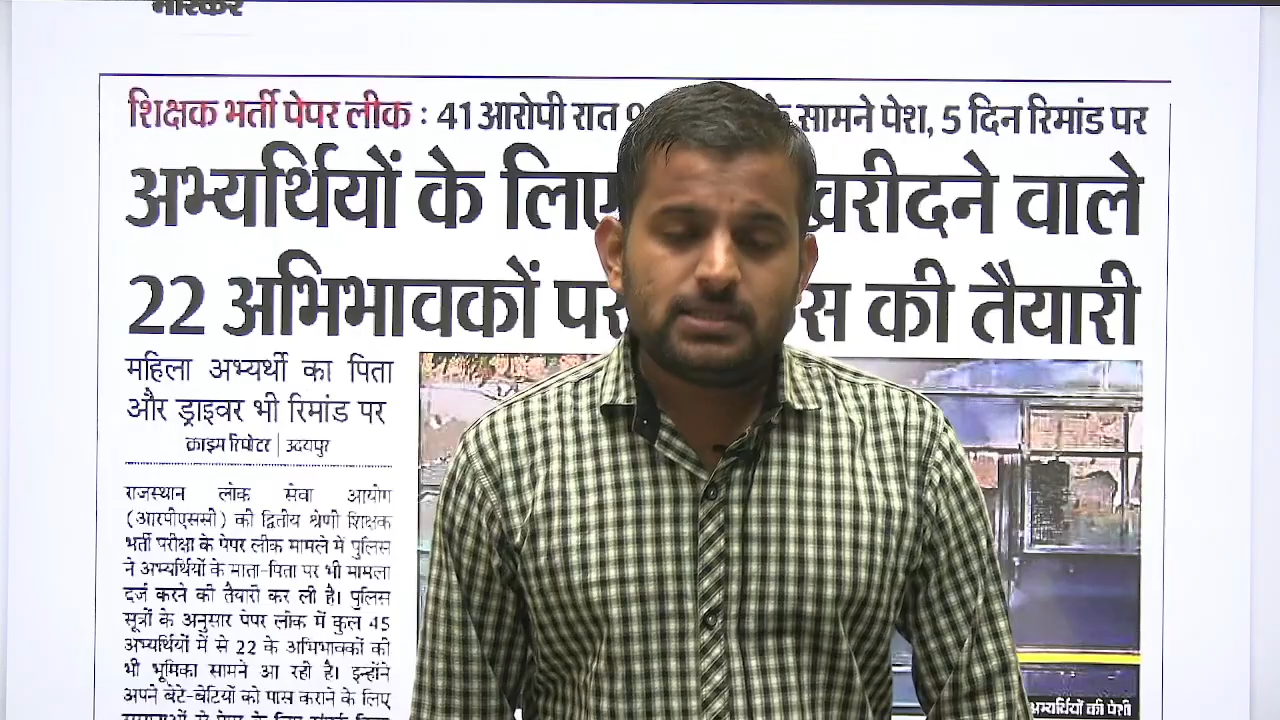 भास्कर
शिक्षक भर्ती पेपर लीक : 41 आरोपी रात सामने पेश, 5 दिन रिमांड पर
अभ्यर्थियों के लिए खरीदने वाले
22 अभिभावकों पर की तैयारी
महिला अभ्यर्थी का पिता
और ड्राइवर भी रिमांड पर
क्राइम रिपोर्टर | उदयपुर
राजस्थान लोक सेवा आयोग
(आरपीएससी) की द्वितीय श्रेणी शिक्षक
भर्ती परीक्षा के पेपर लीक मामले में पुलिस
ने अभ्यर्थियों के माता-पिता पर भी मामला
दर्ज करने की तैयारी कर ली है। पुलिस
सूत्रों के अनुसार पेपर लीक में कुल 45
अभ्यर्थियों में से 22 के अभिभावकों की
भी भूमिका सामने आ रही है। इन्होंने
अपने बेटे-बेटियों को पास कराने के लिए
अभ्यर्थियों की पेशी